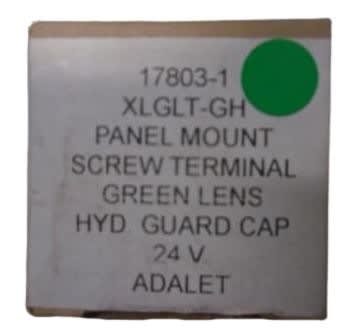 17803-1
XLGLT-GH
PANEL MOUNT
SCREW TERMINAL
GREEN LENS
HYD GUARD CAP
24 V
ADALET